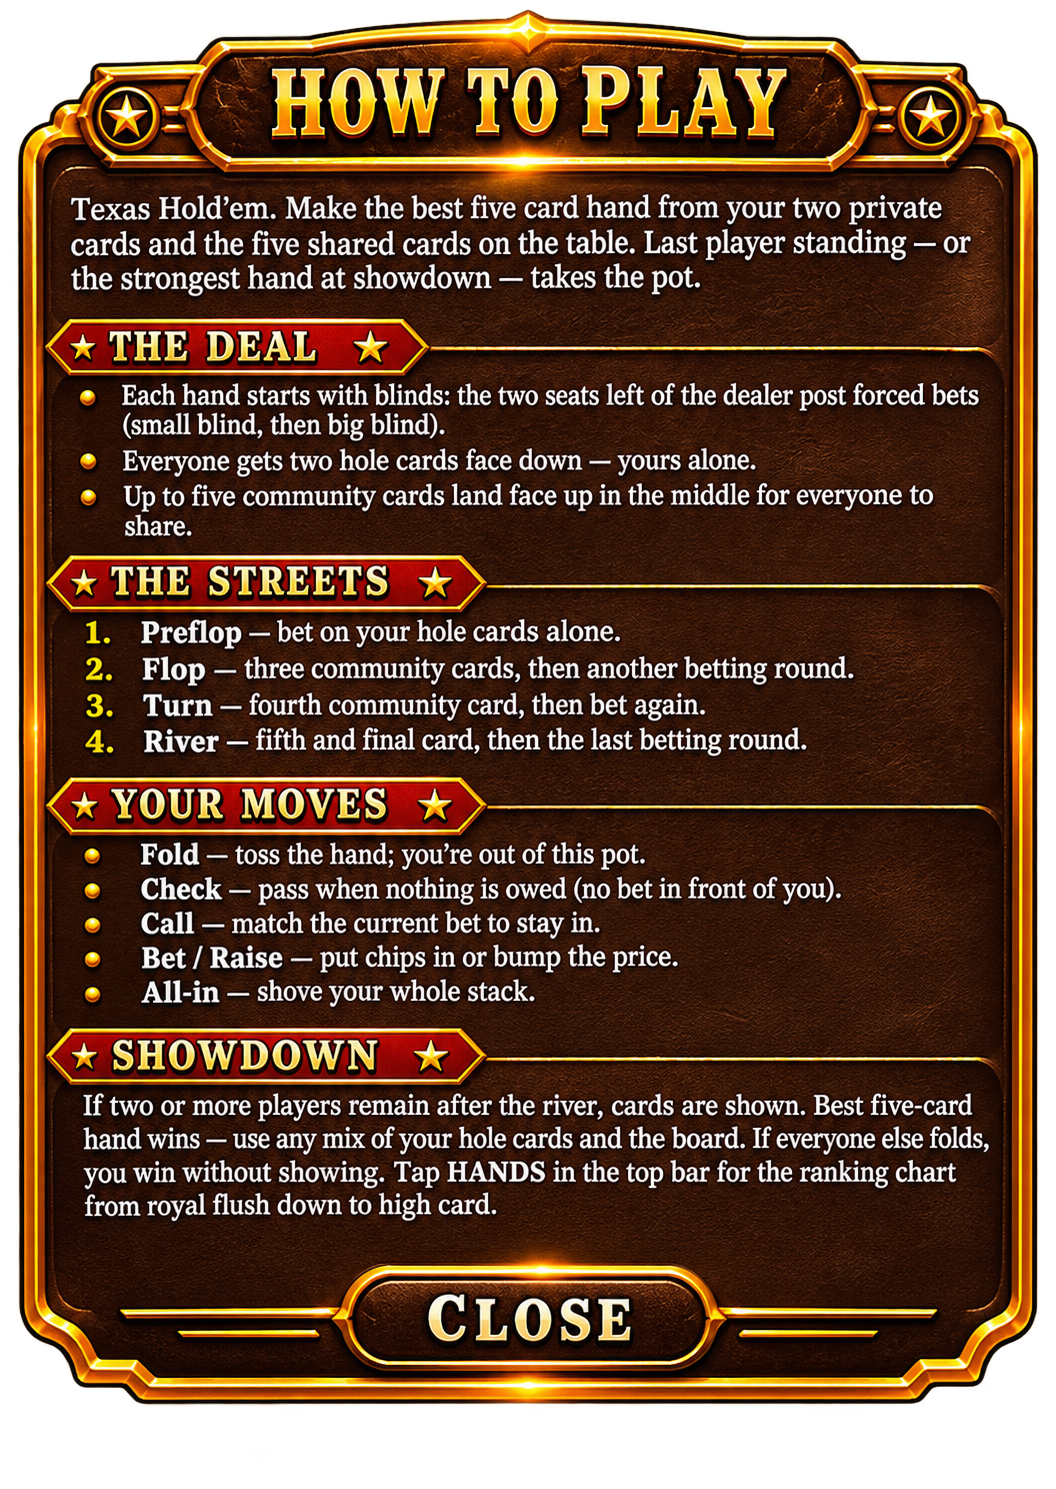 HOW TO PLAY
Texas Hold’em. Make the best five card hand from your two private
cards and the five shared cards on the table. Last player standing — or
the strongest hand at showdown — takes the pot.
THE DEAL
Each hand starts with blinds: the two seats left of the dealer post forced bets
(small blind, then big blind).
Everyone gets two hole cards face down — yours alone.
Up to five community cards land face up in the middle for everyone to
share.
THE STREETS
1. Preflop — bet on your hole cards alone.
2. Flop — three community cards, then another betting round.
3. Turn — fourth community card, then bet again.
4. River — fifth and final card, then the last betting round.
YOUR MOVES
Fold — toss the hand; you’re out of this pot.
Check — pass when nothing is owed (no bet in front of you).
Call — match the current bet to stay in.
Bet / Raise — put chips in or bump the price.
All-in — shove your whole stack.
SHOWDOWN
If two or more players remain after the river, cards are shown. Best five-card
hand wins — use any mix of your hole cards and the board. If everyone else folds,
you win without showing. Tap HANDS in the top bar for the ranking chart
from royal flush down to high card.
CLOSE